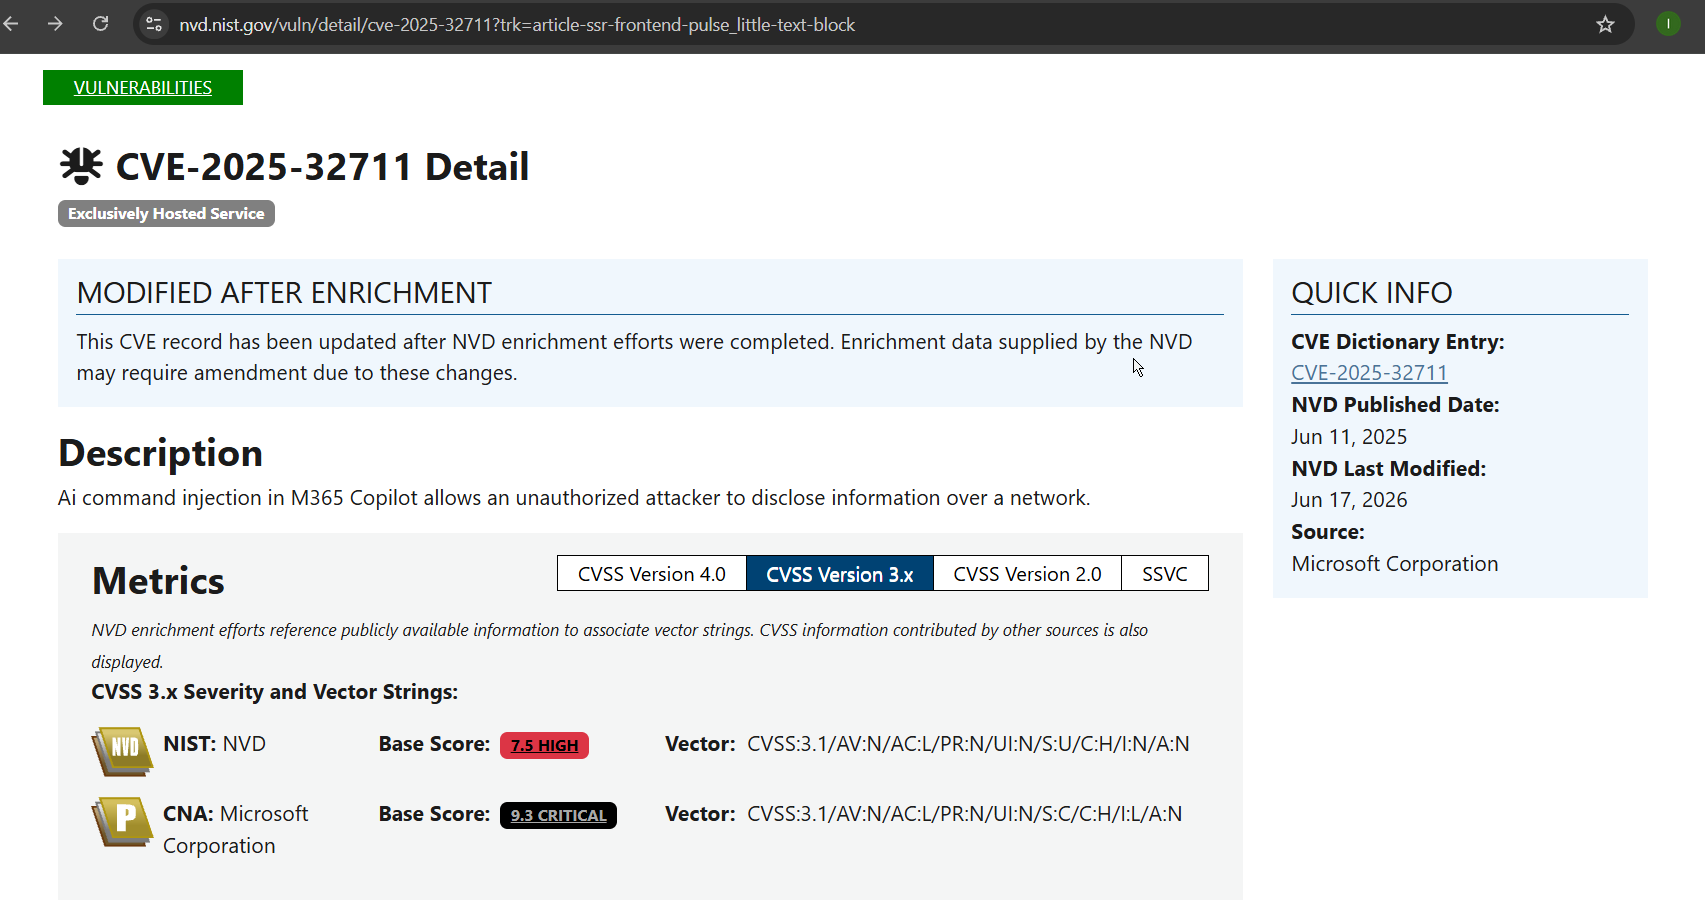 nvd.nist.gov/vuln/detail/cve-2025-32711?trk=article-ssr-frontend-pulse_little-text-block
I
VULNERABILITIES
CVE-2025-32711 Detail
Exclusively Hosted Service
MODIFIED AFTER ENRICHMENT
This CVE record has been updated after NVD enrichment efforts were completed. Enrichment data supplied by the NVD
may require amendment due to these changes.
Description
Ai command injection in M365 Copilot allows an unauthorized attacker to disclose information over a network.
Metrics
CVSS Version 4.0 CVSS Version 3.x CVSS Version 2.0 SSVC
NVD enrichment efforts reference publicly available information to associate vector strings. CVSS information contributed by other sources is also
displayed.
CVSS 3.x Severity and Vector Strings:
NVD NIST: NVD Base Score: 7.5 HIGH Vector: CVSS:3.1/AV:N/AC:L/PR:N/UI:N/S:U/C:H/I:N/A:N
P CNA: Microsoft Base Score: 9.3 CRITICAL Vector: CVSS:3.1/AV:N/AC:L/PR:N/UI:N/S:C/C:H/I:L/A:N
Corporation
QUICK INFO
CVE Dictionary Entry:
CVE-2025-32711
NVD Published Date:
Jun 11, 2025
NVD Last Modified:
Jun 17, 2026
Source:
Microsoft Corporation